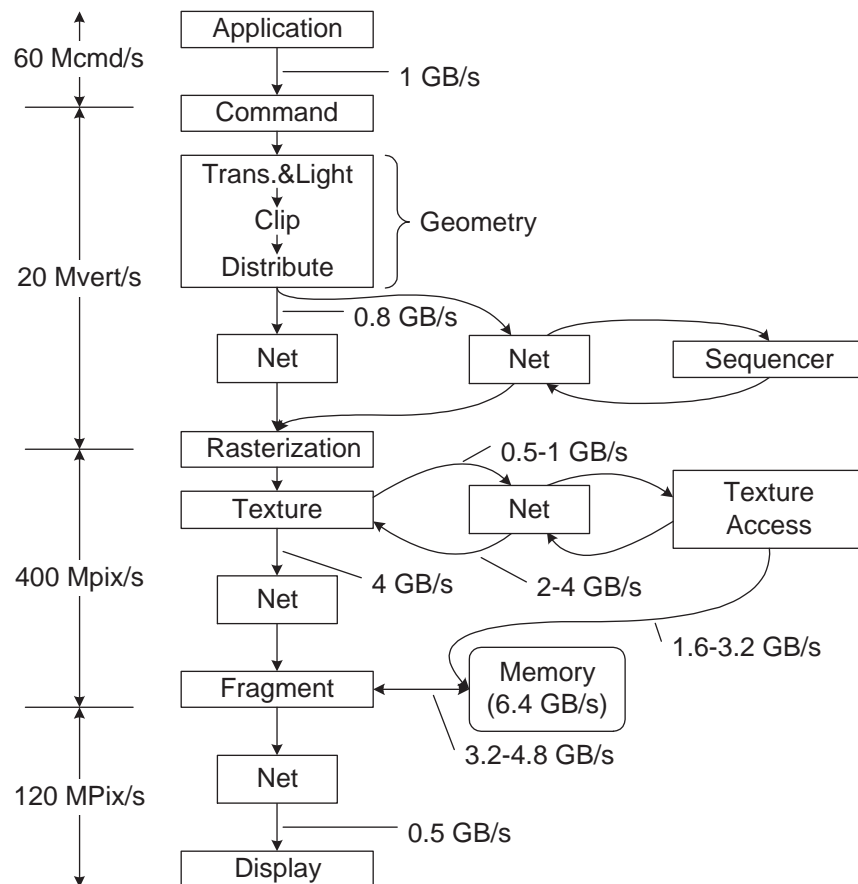 Application
60 Mcmd/s
1 GB/s
Command
Trans.&Light
Clip
Distribute
Geometry
20 Mvert/s
0.8 GB/s
Net
Net
Sequencer
Rasterization
0.5-1 GB/s
Texture
Net
Texture
Access
400 Mpix/s
4 GB/s
2-4 GB/s
Net
1.6-3.2 GB/s
Fragment
Memory
(6.4 GB/s)
3.2-4.8 GB/s
Net
120 MPix/s
0.5 GB/s
Display